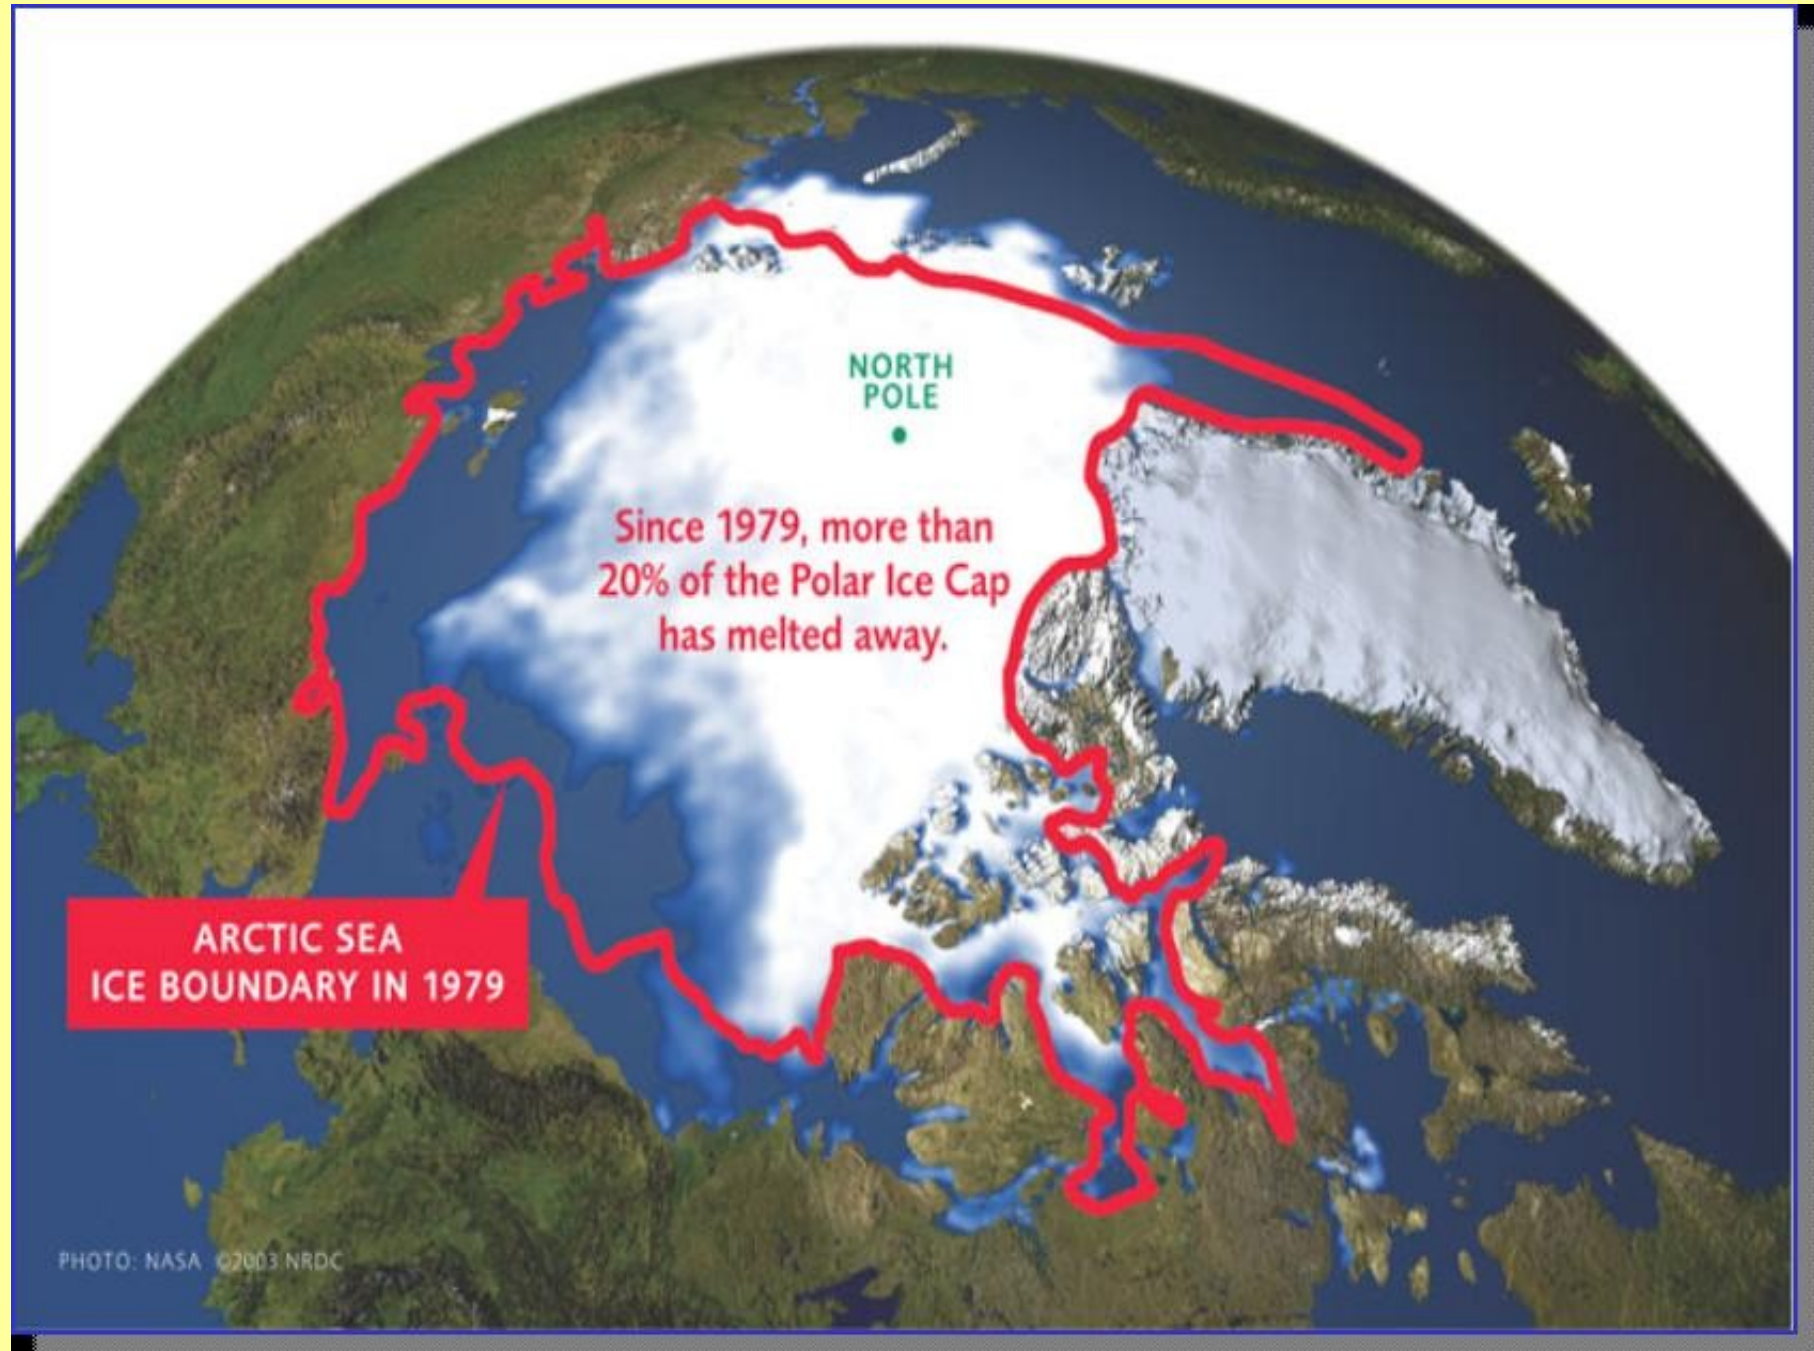 NORTH
POLE
Since 1979, more than
20% of the Polar Ice Cap
has melted away.
ARCTIC SEA
ICE BOUNDARY IN 1979
PHOTO: NASA ©2003 NRDC